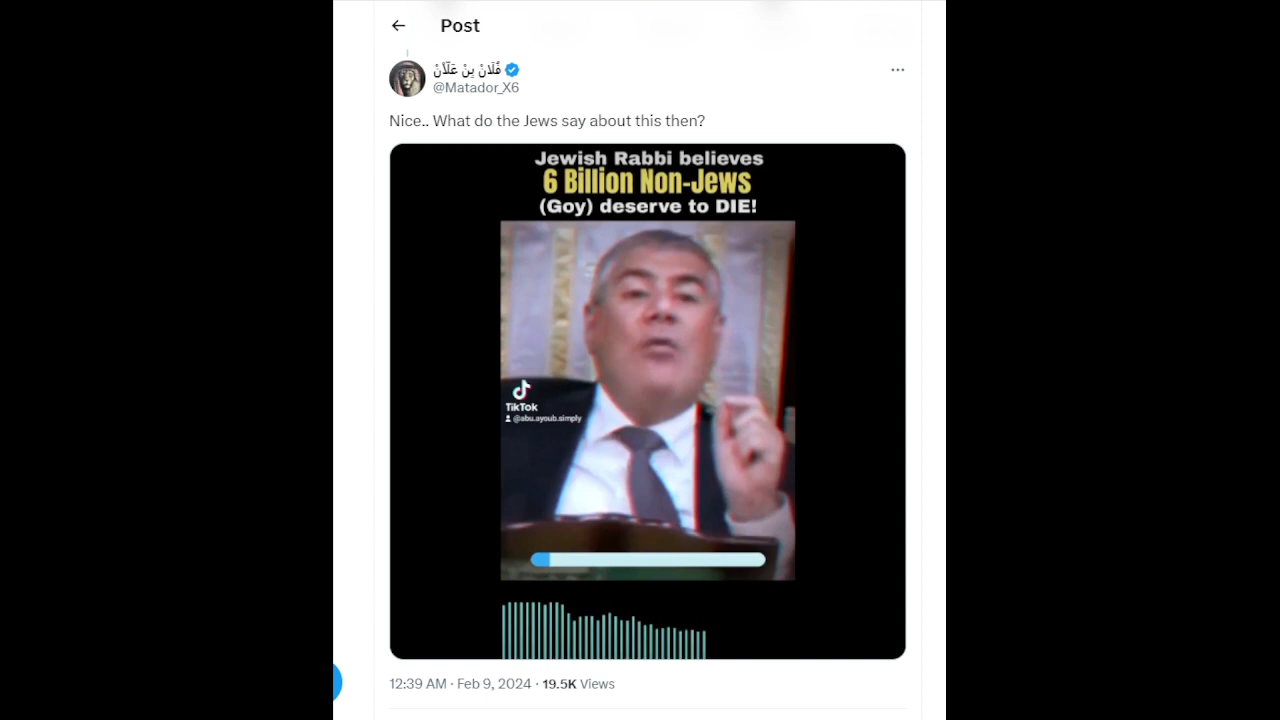 Post
فُلَانْ بِنْ عَلَّانْ
@Matador_X6
Nice.. What do the Jews say about this then?
Jewish Rabbi believes
6 Billion Non-Jews
(Goy) deserve to DIE!
TikTok
@abu.ayoub.simply
12:39 AM · Feb 9, 2024 · 19.5K Views